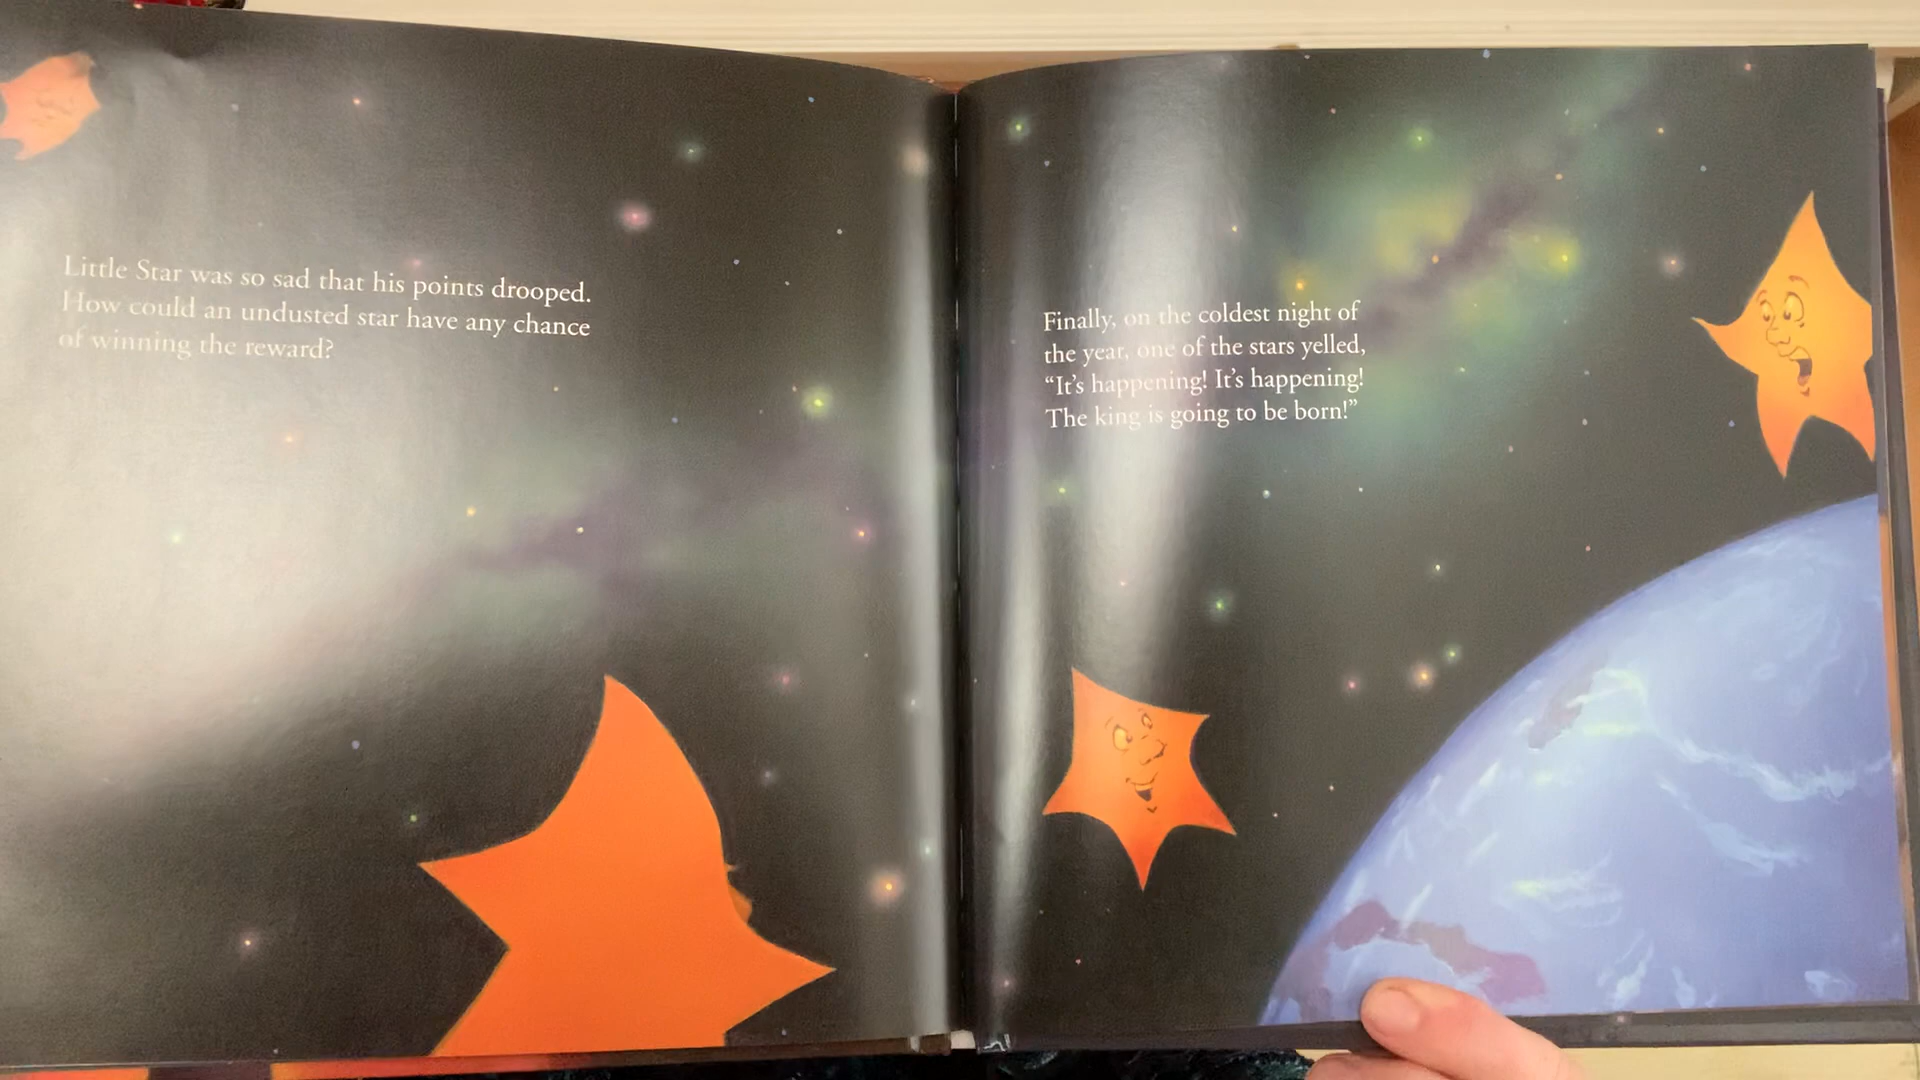 Little Star was so sad that his points drooped.
How could an undusted star have any chance
of winning the reward?
Finally, on the coldest night of
the year, one of the stars yelled,
“It’s happening! It’s happening!
The king is going to be born!”